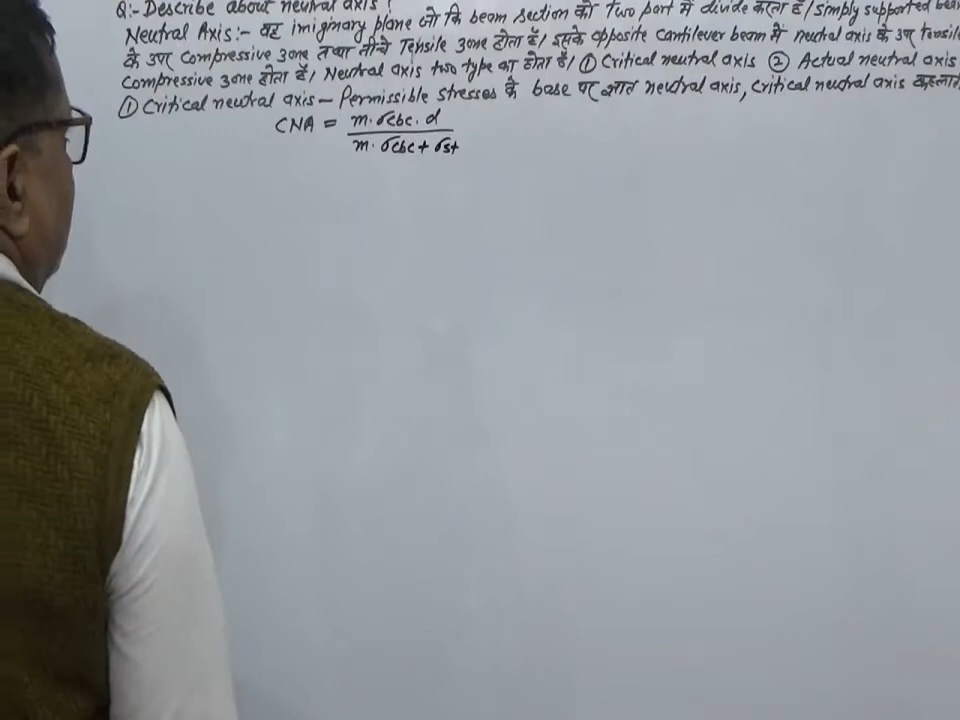 Q:- Describe about neutral axis ?
Neutral Axis:- वह imiginary plane जो कि beam section को Two part में divide करता है / simply supported beam
के उपर compressive zone तथा नीचे Tensile zone होता है / इसके opposite cantilever beam में neutral axis के उपर Tensile
compressive zone होता है / Neutral axis two type का होता है / ① Critical neutral axis ② Actual neutral axis
① Critical neutral axis – Permissible stresses के base पर ज्ञात neutral axis, critical neutral axis कहलाता
CNA = m. σcbc. d / m. σcbc + σst